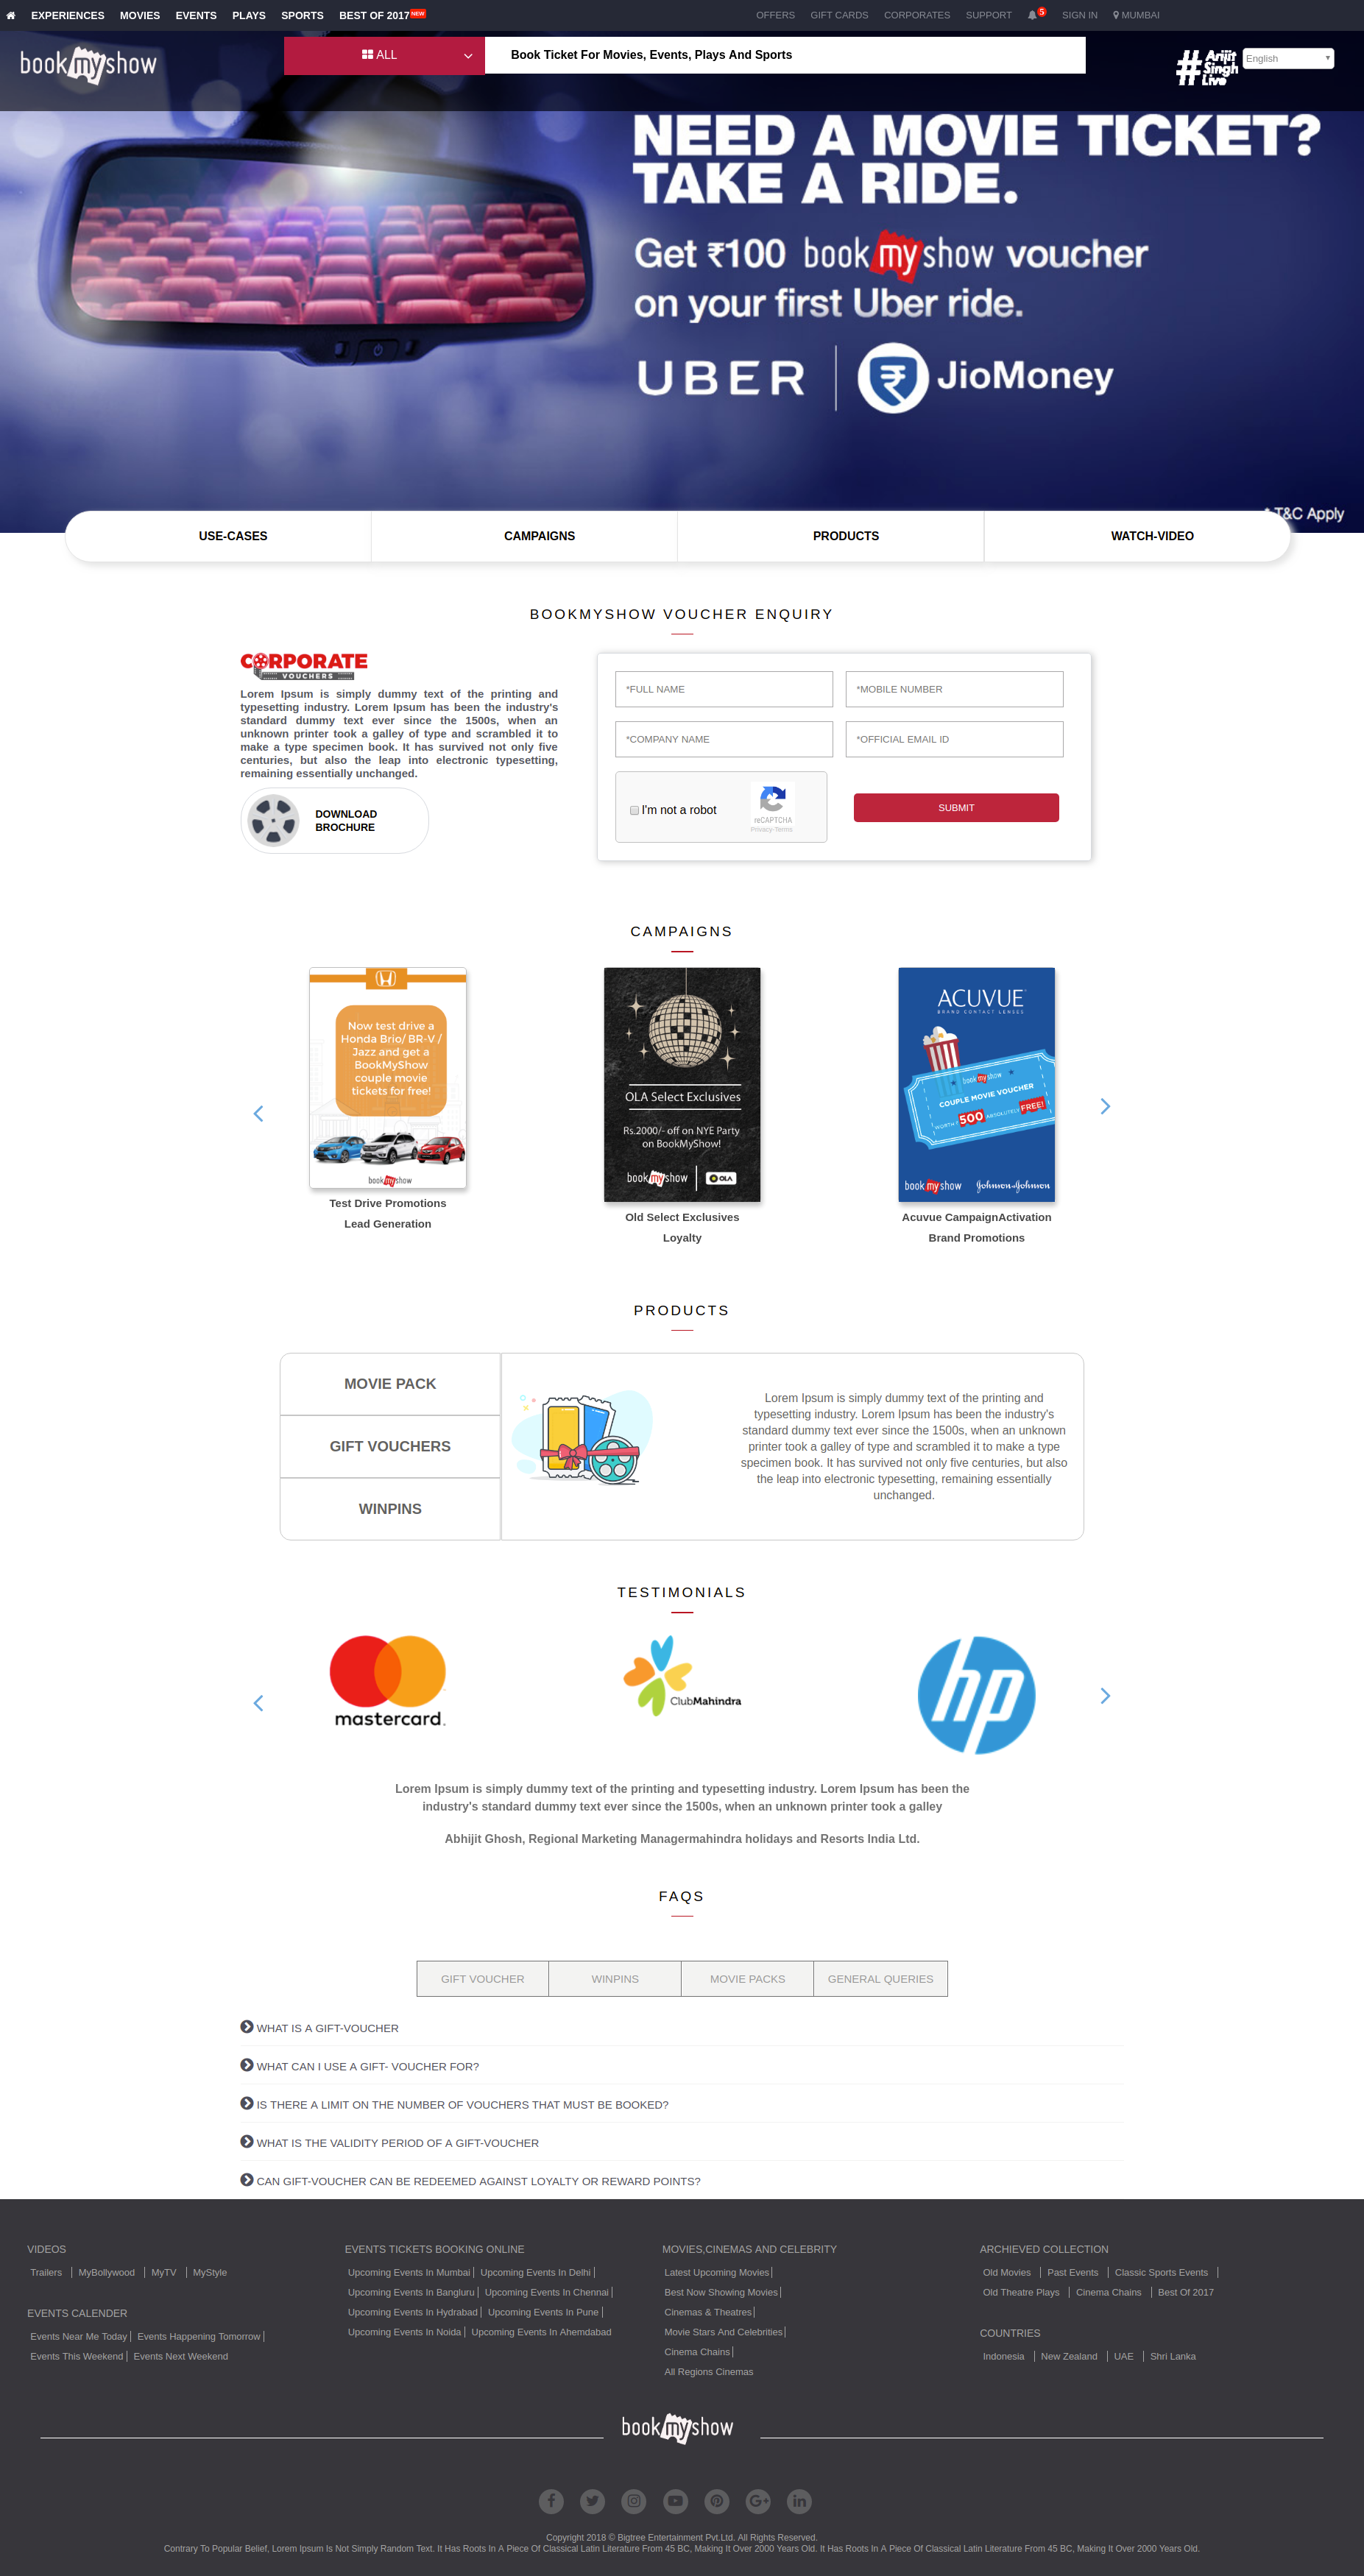 EXPERIENCES MOVIES EVENTS PLAYS SPORTS BEST OF 2017 NEW OFFERS GIFT CARDS CORPORATES SUPPORT 5 SIGN IN MUMBAI
bookmyshow
ALL
Book Ticket For Movies, Events, Plays And Sports
#Arijit Singh Live
English
NEED A MOVIE TICKET?
TAKE A RIDE.
Get ₹100 bookmyshow voucher
on your first Uber ride.
UBER JioMoney
* T&C Apply
USE-CASES CAMPAIGNS PRODUCTS WATCH-VIDEO
BOOKMYSHOW VOUCHER ENQUIRY
CORPORATE
VOUCHERS
Lorem Ipsum is simply dummy text of the printing and
typesetting industry. Lorem Ipsum has been the industry's
standard dummy text ever since the 1500s, when an
unknown printer took a galley of type and scrambled it to
make a type specimen book. It has survived not only five
centuries, but also the leap into electronic typesetting,
remaining essentially unchanged.
DOWNLOAD
BROCHURE
*FULL NAME *MOBILE NUMBER
*COMPANY NAME *OFFICIAL EMAIL ID
I'm not a robot
reCAPTCHA
Privacy-Terms
SUBMIT
CAMPAIGNS
Now test drive a
Honda Brio/ BR-V /
Jazz and get a
BookMyShow
couple movie
tickets for free!
bookmyshow
Test Drive Promotions
Lead Generation
OLA Select Exclusives
Rs.2000/- off on NYE Party
on BookMyShow!
bookmyshow OLA
Old Select Exclusives
Loyalty
ACUVUE
BRAND CONTACT LENSES
bookmyshow
COUPLE MOVIE VOUCHER
WORTH ₹ 500 ABSOLUTELY FREE!
bookmyshow Johnson&Johnson
Acuvue CampaignActivation
Brand Promotions
PRODUCTS
MOVIE PACK
GIFT VOUCHERS
WINPINS
Lorem Ipsum is simply dummy text of the printing and
typesetting industry. Lorem Ipsum has been the industry's
standard dummy text ever since the 1500s, when an unknown
printer took a galley of type and scrambled it to make a type
specimen book. It has survived not only five centuries, but also
the leap into electronic typesetting, remaining essentially
unchanged.
TESTIMONIALS
mastercard.
ClubMahindra
hp
Lorem Ipsum is simply dummy text of the printing and typesetting industry. Lorem Ipsum has been the
industry's standard dummy text ever since the 1500s, when an unknown printer took a galley
Abhijit Ghosh, Regional Marketing Managermahindra holidays and Resorts India Ltd.
FAQS
GIFT VOUCHER WINPINS MOVIE PACKS GENERAL QUERIES
WHAT IS A GIFT-VOUCHER
WHAT CAN I USE A GIFT- VOUCHER FOR?
IS THERE A LIMIT ON THE NUMBER OF VOUCHERS THAT MUST BE BOOKED?
WHAT IS THE VALIDITY PERIOD OF A GIFT-VOUCHER
CAN GIFT-VOUCHER CAN BE REDEEMED AGAINST LOYALTY OR REWARD POINTS?
VIDEOS
Trailers | MyBollywood | MyTV | MyStyle
EVENTS CALENDER
Events Near Me Today | Events Happening Tomorrow |
Events This Weekend | Events Next Weekend
EVENTS TICKETS BOOKING ONLINE
Upcoming Events In Mumbai | Upcoming Events In Delhi |
Upcoming Events In Bangluru | Upcoming Events In Chennai |
Upcoming Events In Hydrabad | Upcoming Events In Pune |
Upcoming Events In Noida | Upcoming Events In Ahemdabad
MOVIES,CINEMAS AND CELEBRITY
Latest Upcoming Movies |
Best Now Showing Movies |
Cinemas & Theatres |
Movie Stars And Celebrities |
Cinema Chains |
All Regions Cinemas
ARCHIEVED COLLECTION
Old Movies | Past Events | Classic Sports Events |
Old Theatre Plays | Cinema Chains | Best Of 2017
COUNTRIES
Indonesia | New Zealand | UAE | Shri Lanka
bookmyshow
Copyright 2018 © Bigtree Entertainment Pvt.Ltd. All Rights Reserved.
Contrary To Popular Belief, Lorem Ipsum Is Not Simply Random Text. It Has Roots In A Piece Of Classical Latin Literature From 45 BC, Making It Over 2000 Years Old. It Has Roots In A Piece Of Classical Latin Literature From 45 BC, Making It Over 2000 Years Old.